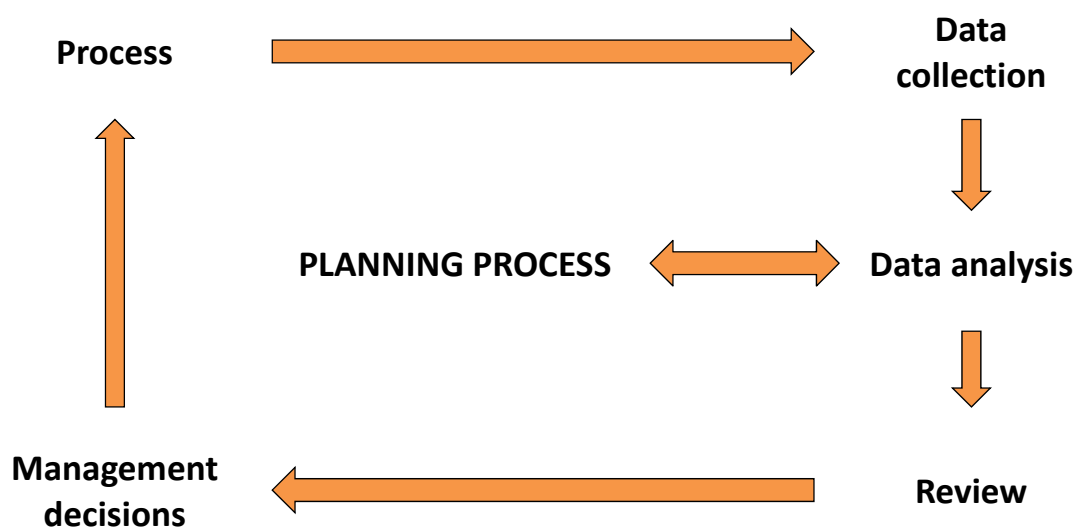 Process
Data
collection
PLANNING PROCESS
Data analysis
Management
decisions
Review